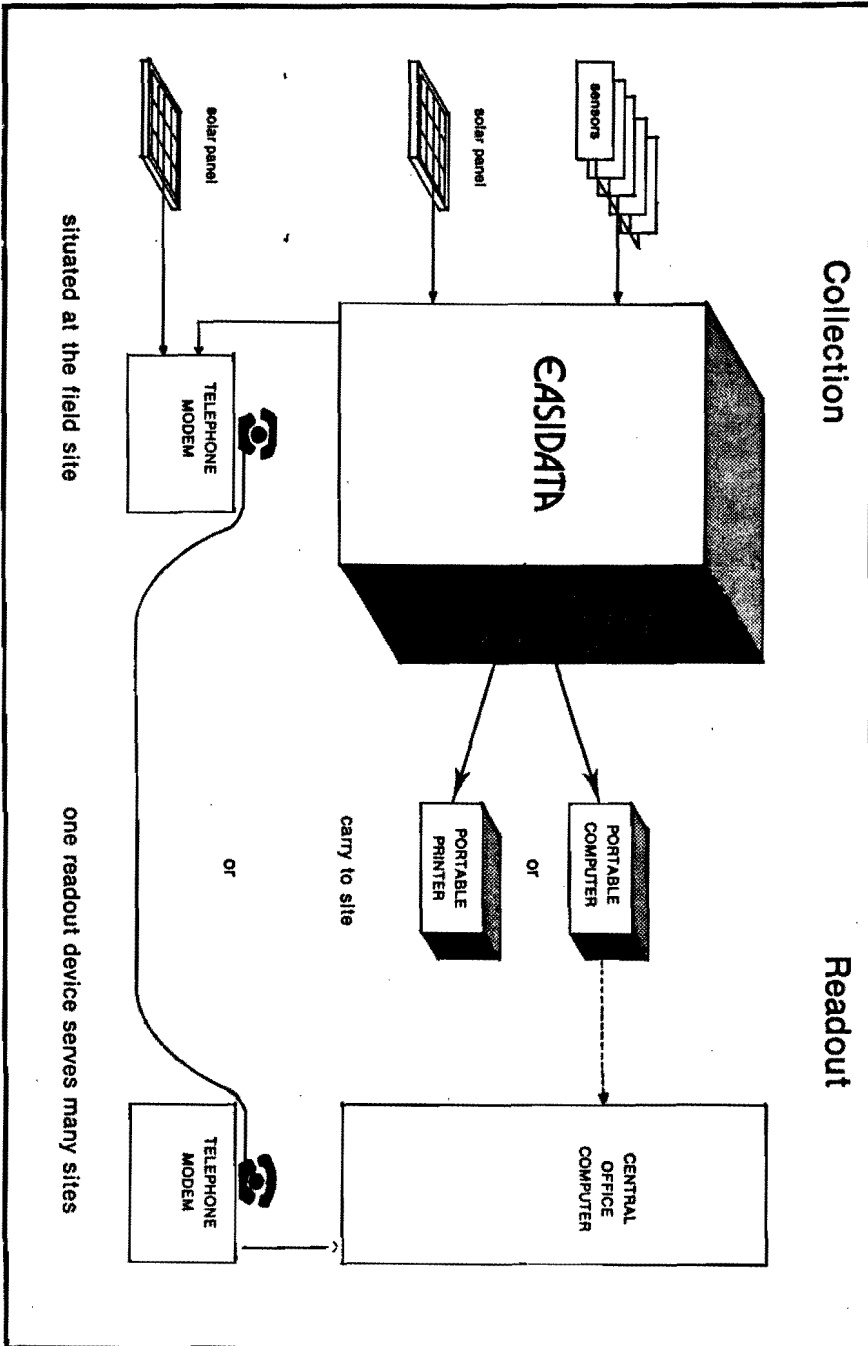 Collection
Readout
sensors
solar panel
solar panel
EASIDATA
TELEPHONE
MODEM
situated at the field site
PORTABLE
COMPUTER
or
PORTABLE
PRINTER
carry to site
or
one readout device serves many sites
CENTRAL
OFFICE
COMPUTER
TELEPHONE
MODEM